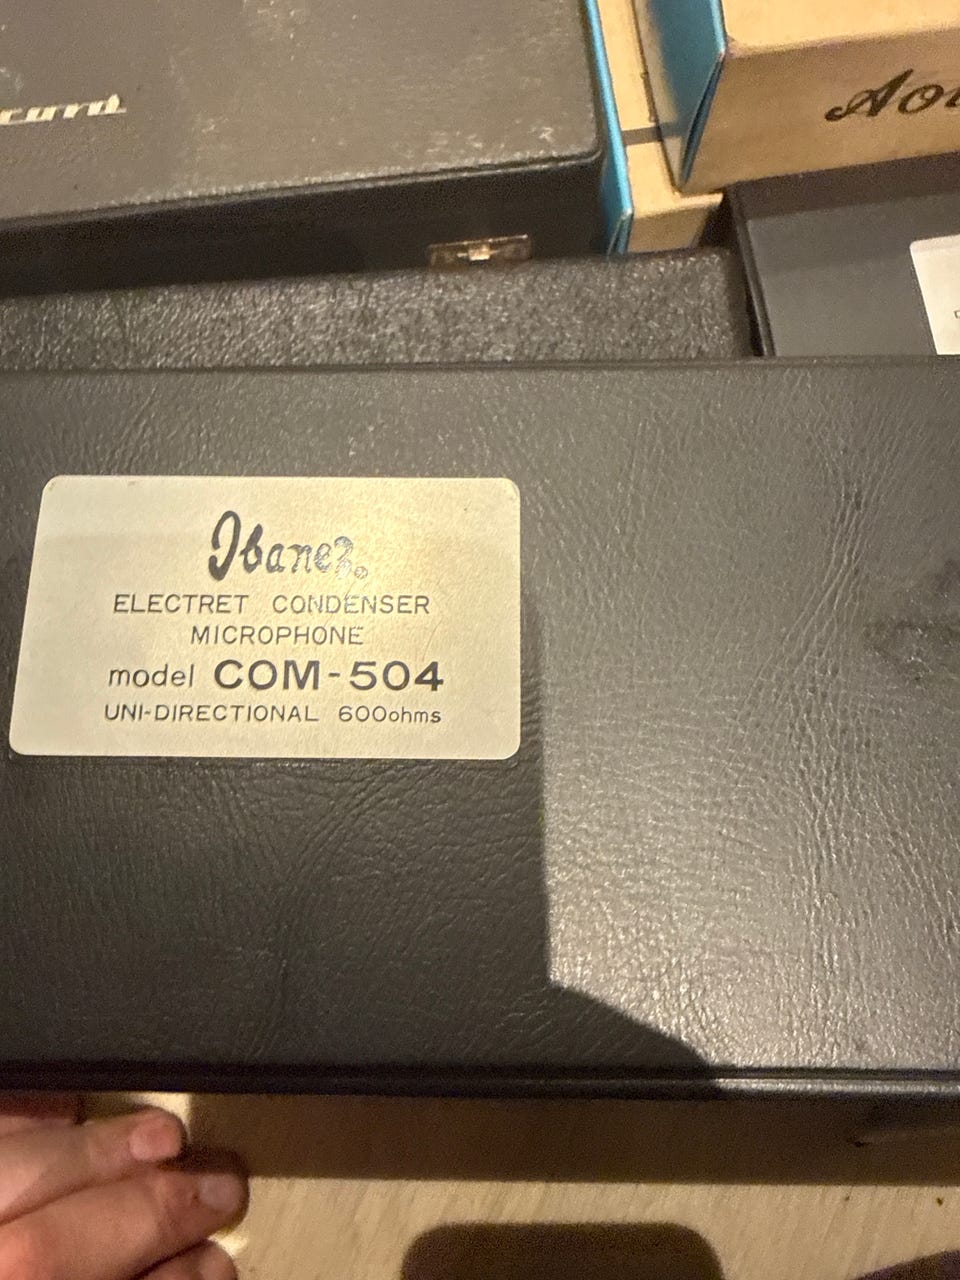 Ibanez
ELECTRET CONDENSER
MICROPHONE
model COM-504
UNI-DIRECTIONAL 600ohms